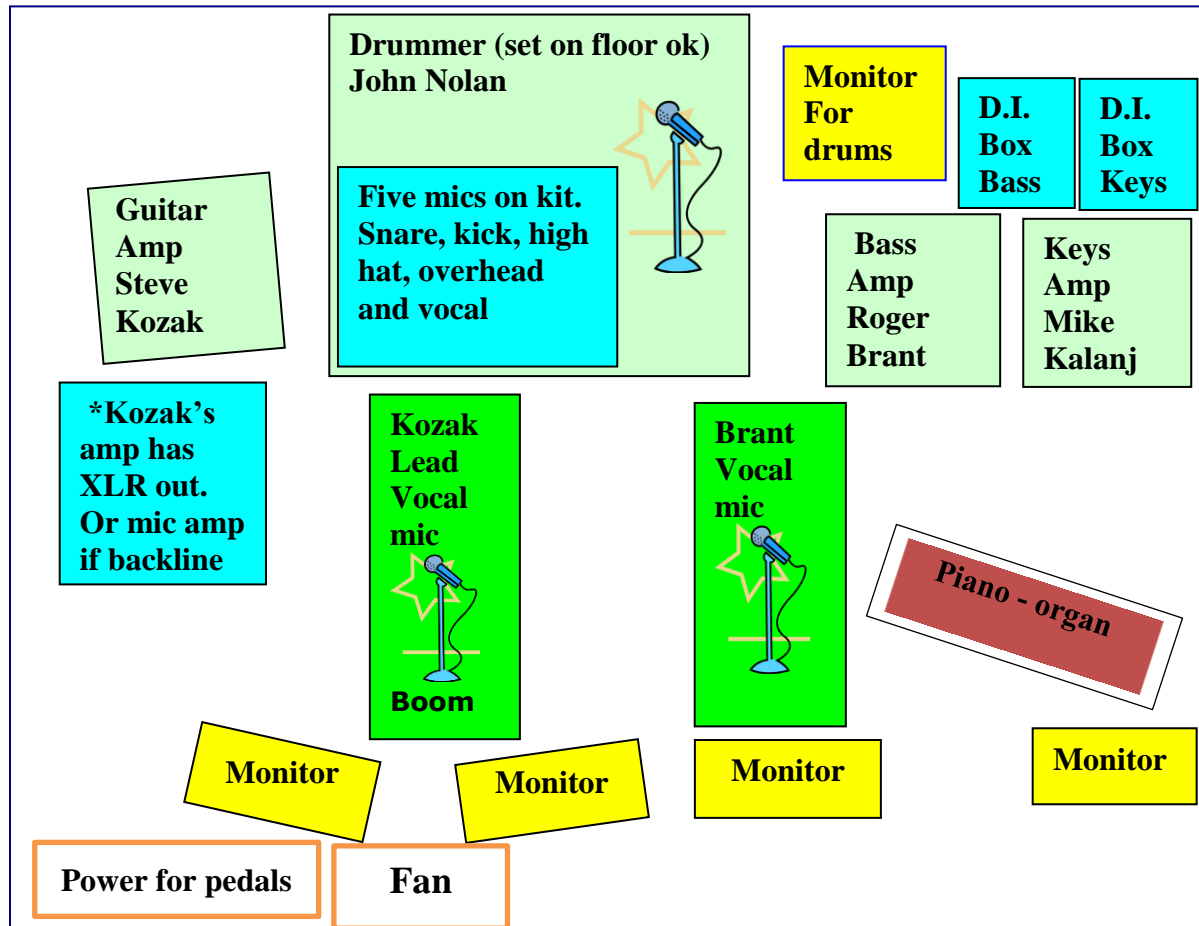 Drummer (set on floor ok)
John Nolan
Five mics on kit.
Snare, kick, high
hat, overhead
and vocal
Monitor
For
drums
D.I.
Box
Bass
D.I.
Box
Keys
Guitar
Amp
Steve
Kozak
Bass
Amp
Roger
Brant
Keys
Amp
Mike
Kalanj
*Kozak’s
amp has
XLR out.
Or mic amp
if backline
Kozak
Lead
Vocal
mic
Boom
Brant
Vocal
mic
Piano - organ
Monitor
Monitor
Monitor
Monitor
Power for pedals
Fan